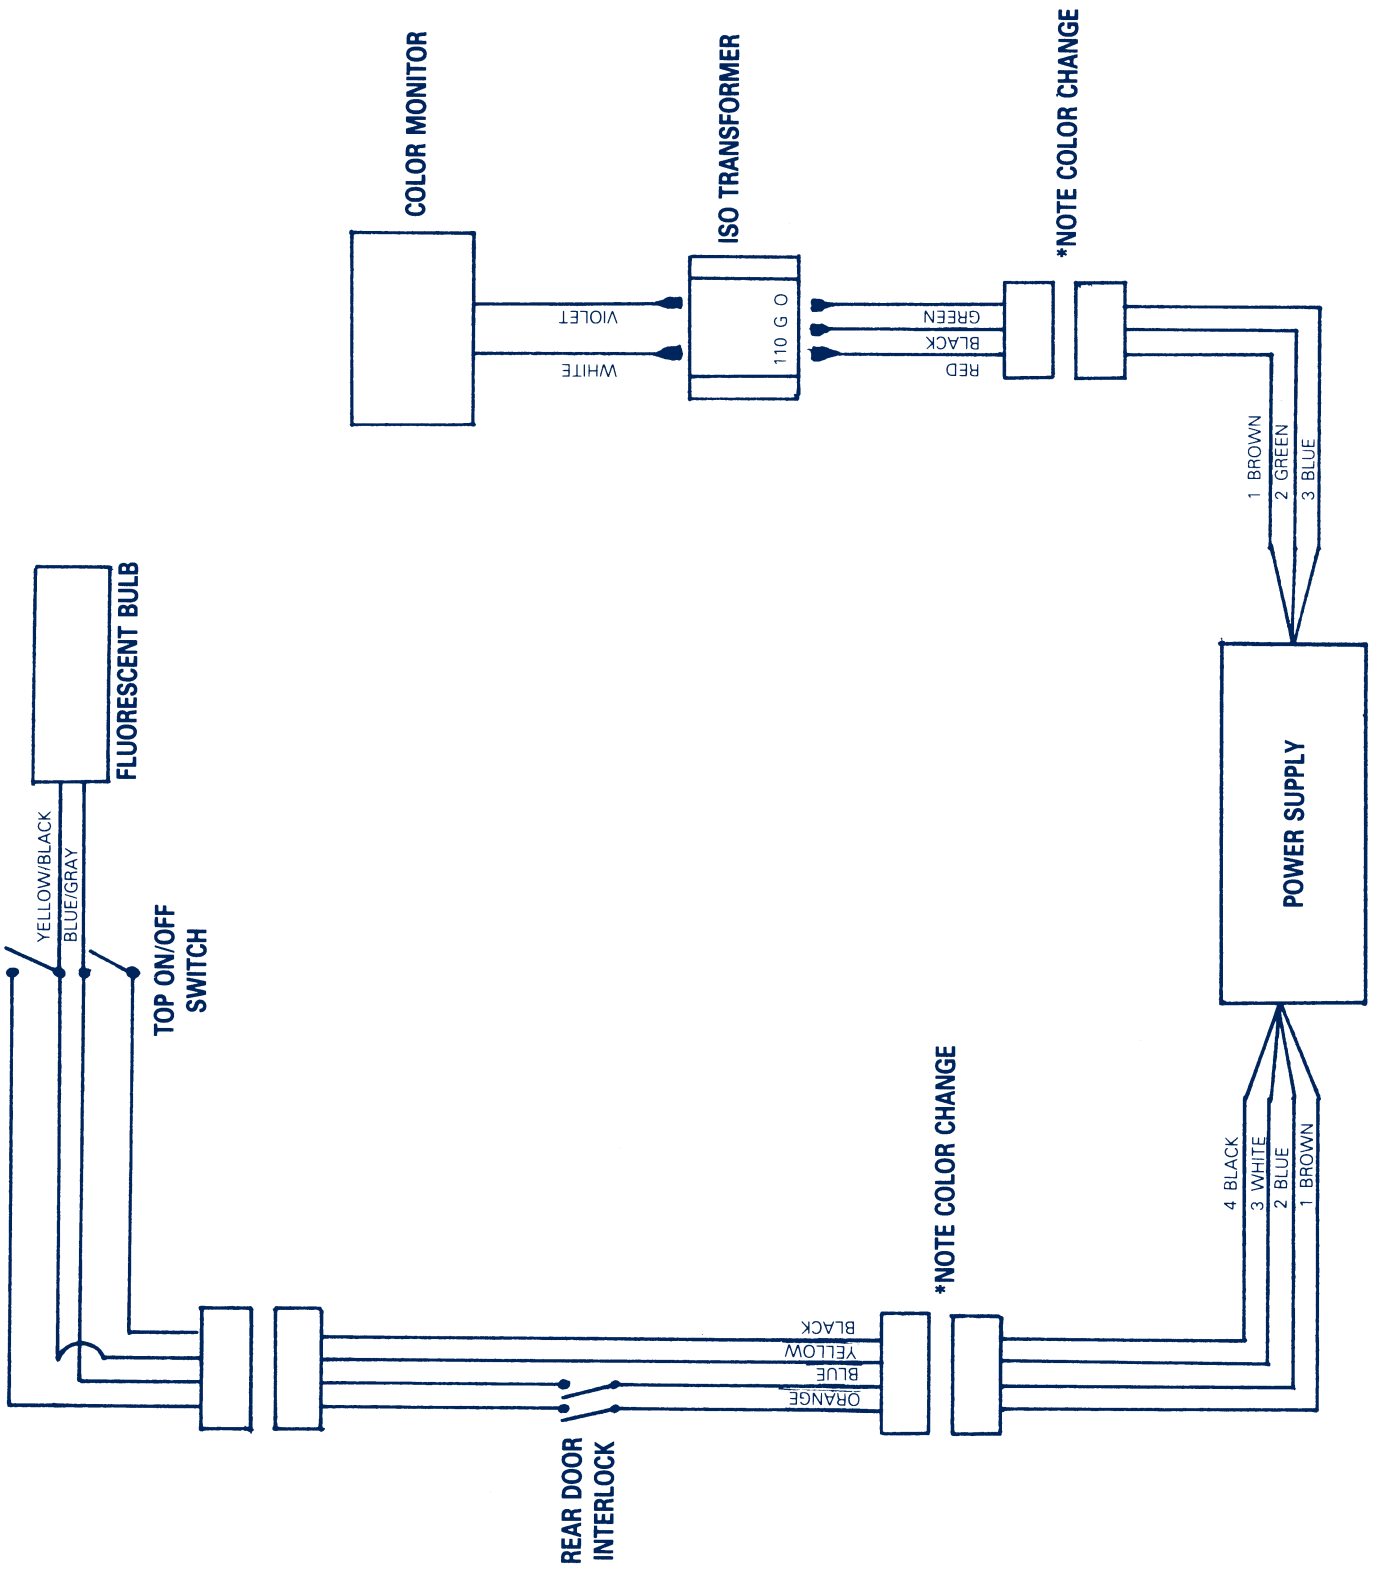 COLOR MONITOR
ISO TRANSFORMER
*NOTE COLOR CHANGE
VIOLET
WHITE
110 G O
GREEN
BLACK
RED
1 BROWN
2 GREEN
3 BLUE
FLUORESCENT BULB
YELLOW/BLACK
BLUE/GRAY
TOP ON/OFF
SWITCH
POWER SUPPLY
*NOTE COLOR CHANGE
4 BLACK
3 WHITE
2 BLUE
1 BROWN
BLACK
YELLOW
BLUE
ORANGE
REAR DOOR
INTERLOCK